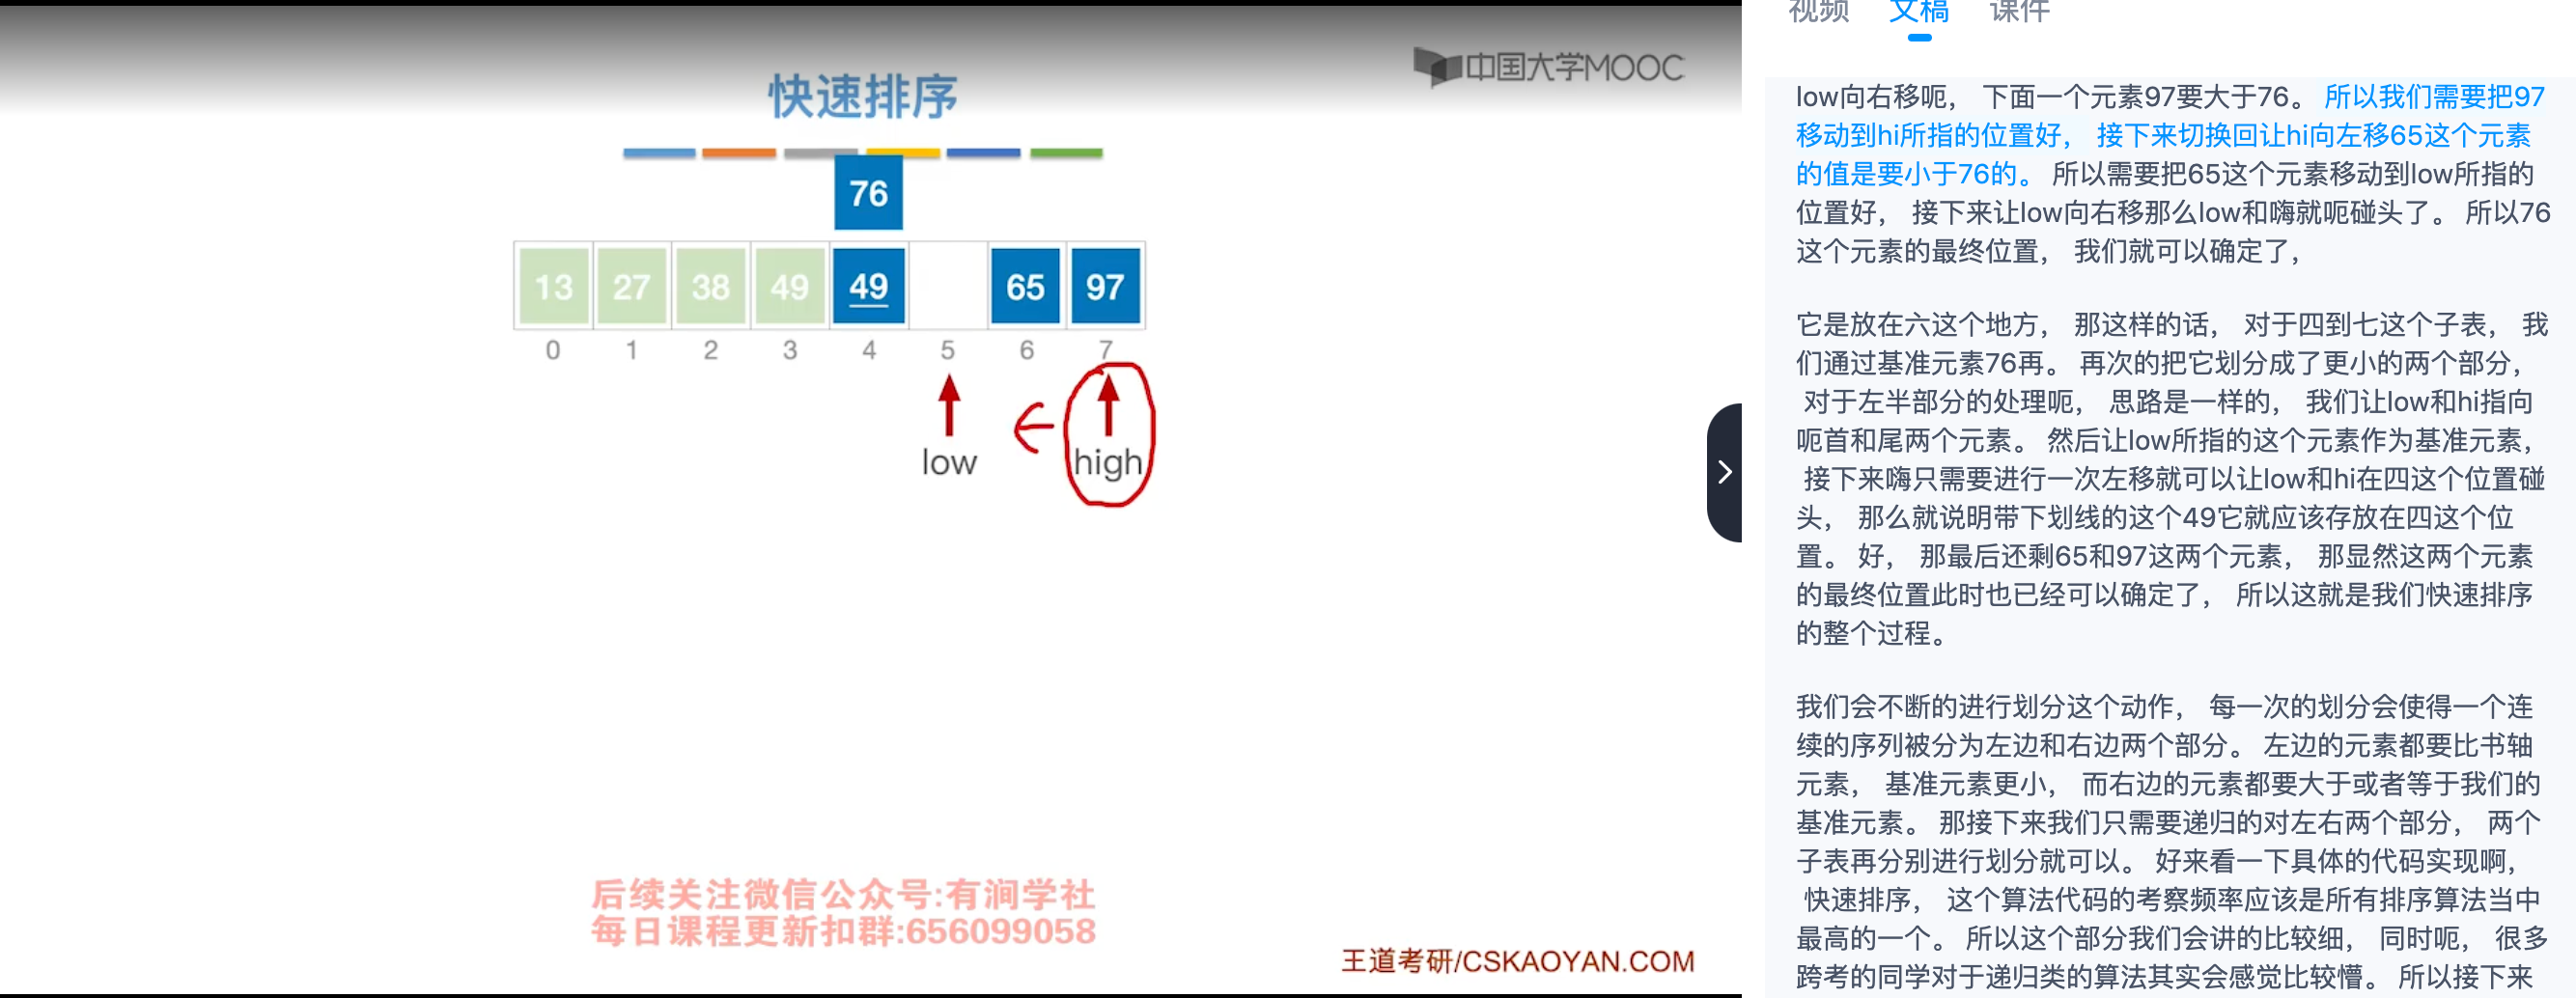 中国大学MOOC
快速排序
76
13 27 38 49 49 65 97
0 1 2 3 4 5 6 7
low high
后续关注微信公众号:有涧学社
每日课程更新扣群:656099058
王道考研/CSKAOYAN.COM
视频 文稿 课件
low向右移呃， 下面一个元素97要大于76。 所以我们需要把97
移动到hi所指的位置好， 接下来切换回让hi向左移65这个元素
的值是要小于76的。 所以需要把65这个元素移动到low所指的
位置好， 接下来让low向右移那么low和嗨就呃碰头了。 所以76
这个元素的最终位置， 我们就可以确定了，
它是放在六这个地方， 那这样的话， 对于四到七这个子表， 我
们通过基准元素76再。 再次的把它划分成了更小的两个部分，
对于左半部分的处理呃， 思路是一样的， 我们让low和hi指向
呃首和尾两个元素。 然后让low所指的这个元素作为基准元素，
接下来嗨只需要进行一次左移就可以让low和hi在四这个位置碰
头， 那么就说明带下划线的这个49它就应该存放在四这个位
置。 好， 那最后还剩65和97这两个元素， 那显然这两个元素
的最终位置此时也已经可以确定了， 所以这就是我们快速排序
的整个过程。
我们会不断的进行划分这个动作， 每一次的划分会使得一个连
续的序列被分为左边和右边两个部分。 左边的元素都要比书轴
元素， 基准元素更小， 而右边的元素都要大于或者等于我们的
基准元素。 那接下来我们只需要递归的对左右两个部分， 两个
子表再分别进行划分就可以。 好来看一下具体的代码实现啊，
快速排序， 这个算法代码的考察频率应该是所有排序算法当中
最高的一个。 所以这个部分我们会讲的比较细， 同时呃， 很多
跨考的同学对于递归类的算法其实会感觉比较懵。 所以接下来